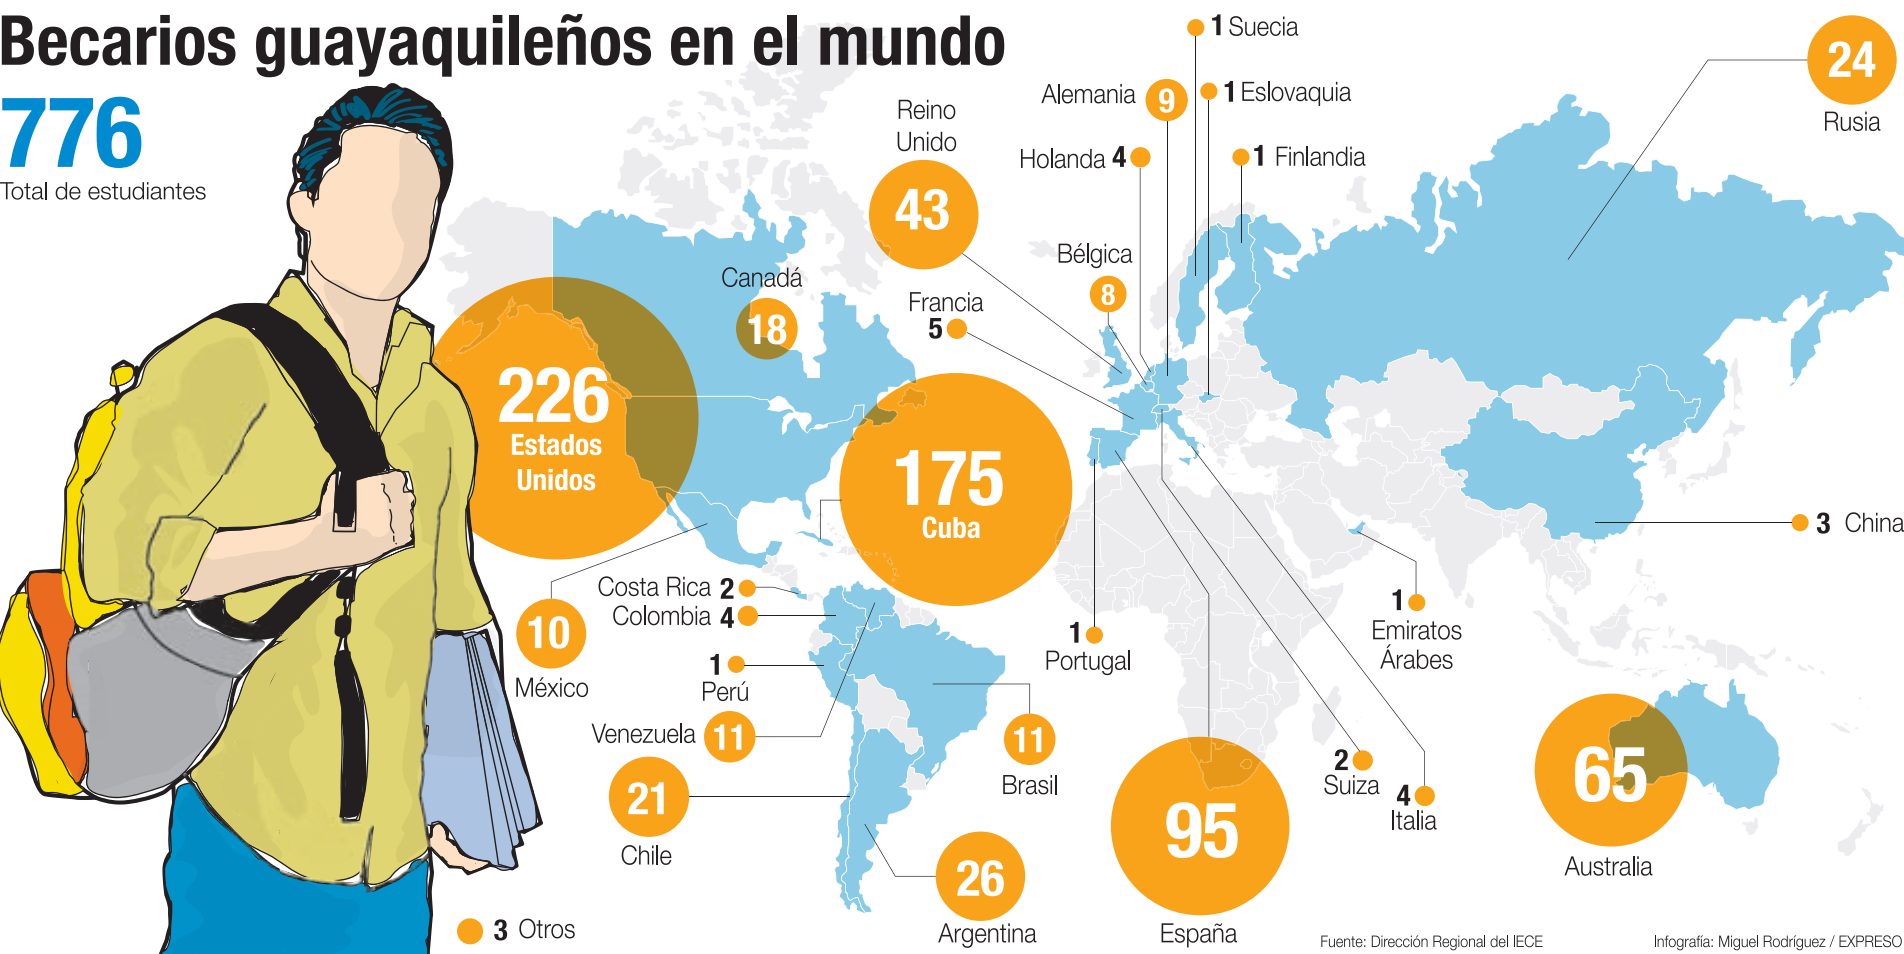 Becarios guayaquileños en el mundo
776
Total de estudiantes
1 Suecia
24
Rusia
Alemania 9
1 Eslovaquia
Reino
Unido
43
Holanda 4
1 Finlandia
Bélgica
8
Canadá
18
Francia
5
226
Estados
Unidos
175
Cuba
3 China
Costa Rica 2
Colombia 4
10
México
1
Perú
1
Portugal
1
Emiratos
Árabes
Venezuela 11
11
Brasil
21
Chile
2
Suiza
4
Italia
65
Australia
95
España
26
Argentina
3 Otros
Fuente: Dirección Regional del IECE
Infografía: Miguel Rodríguez / EXPRESO